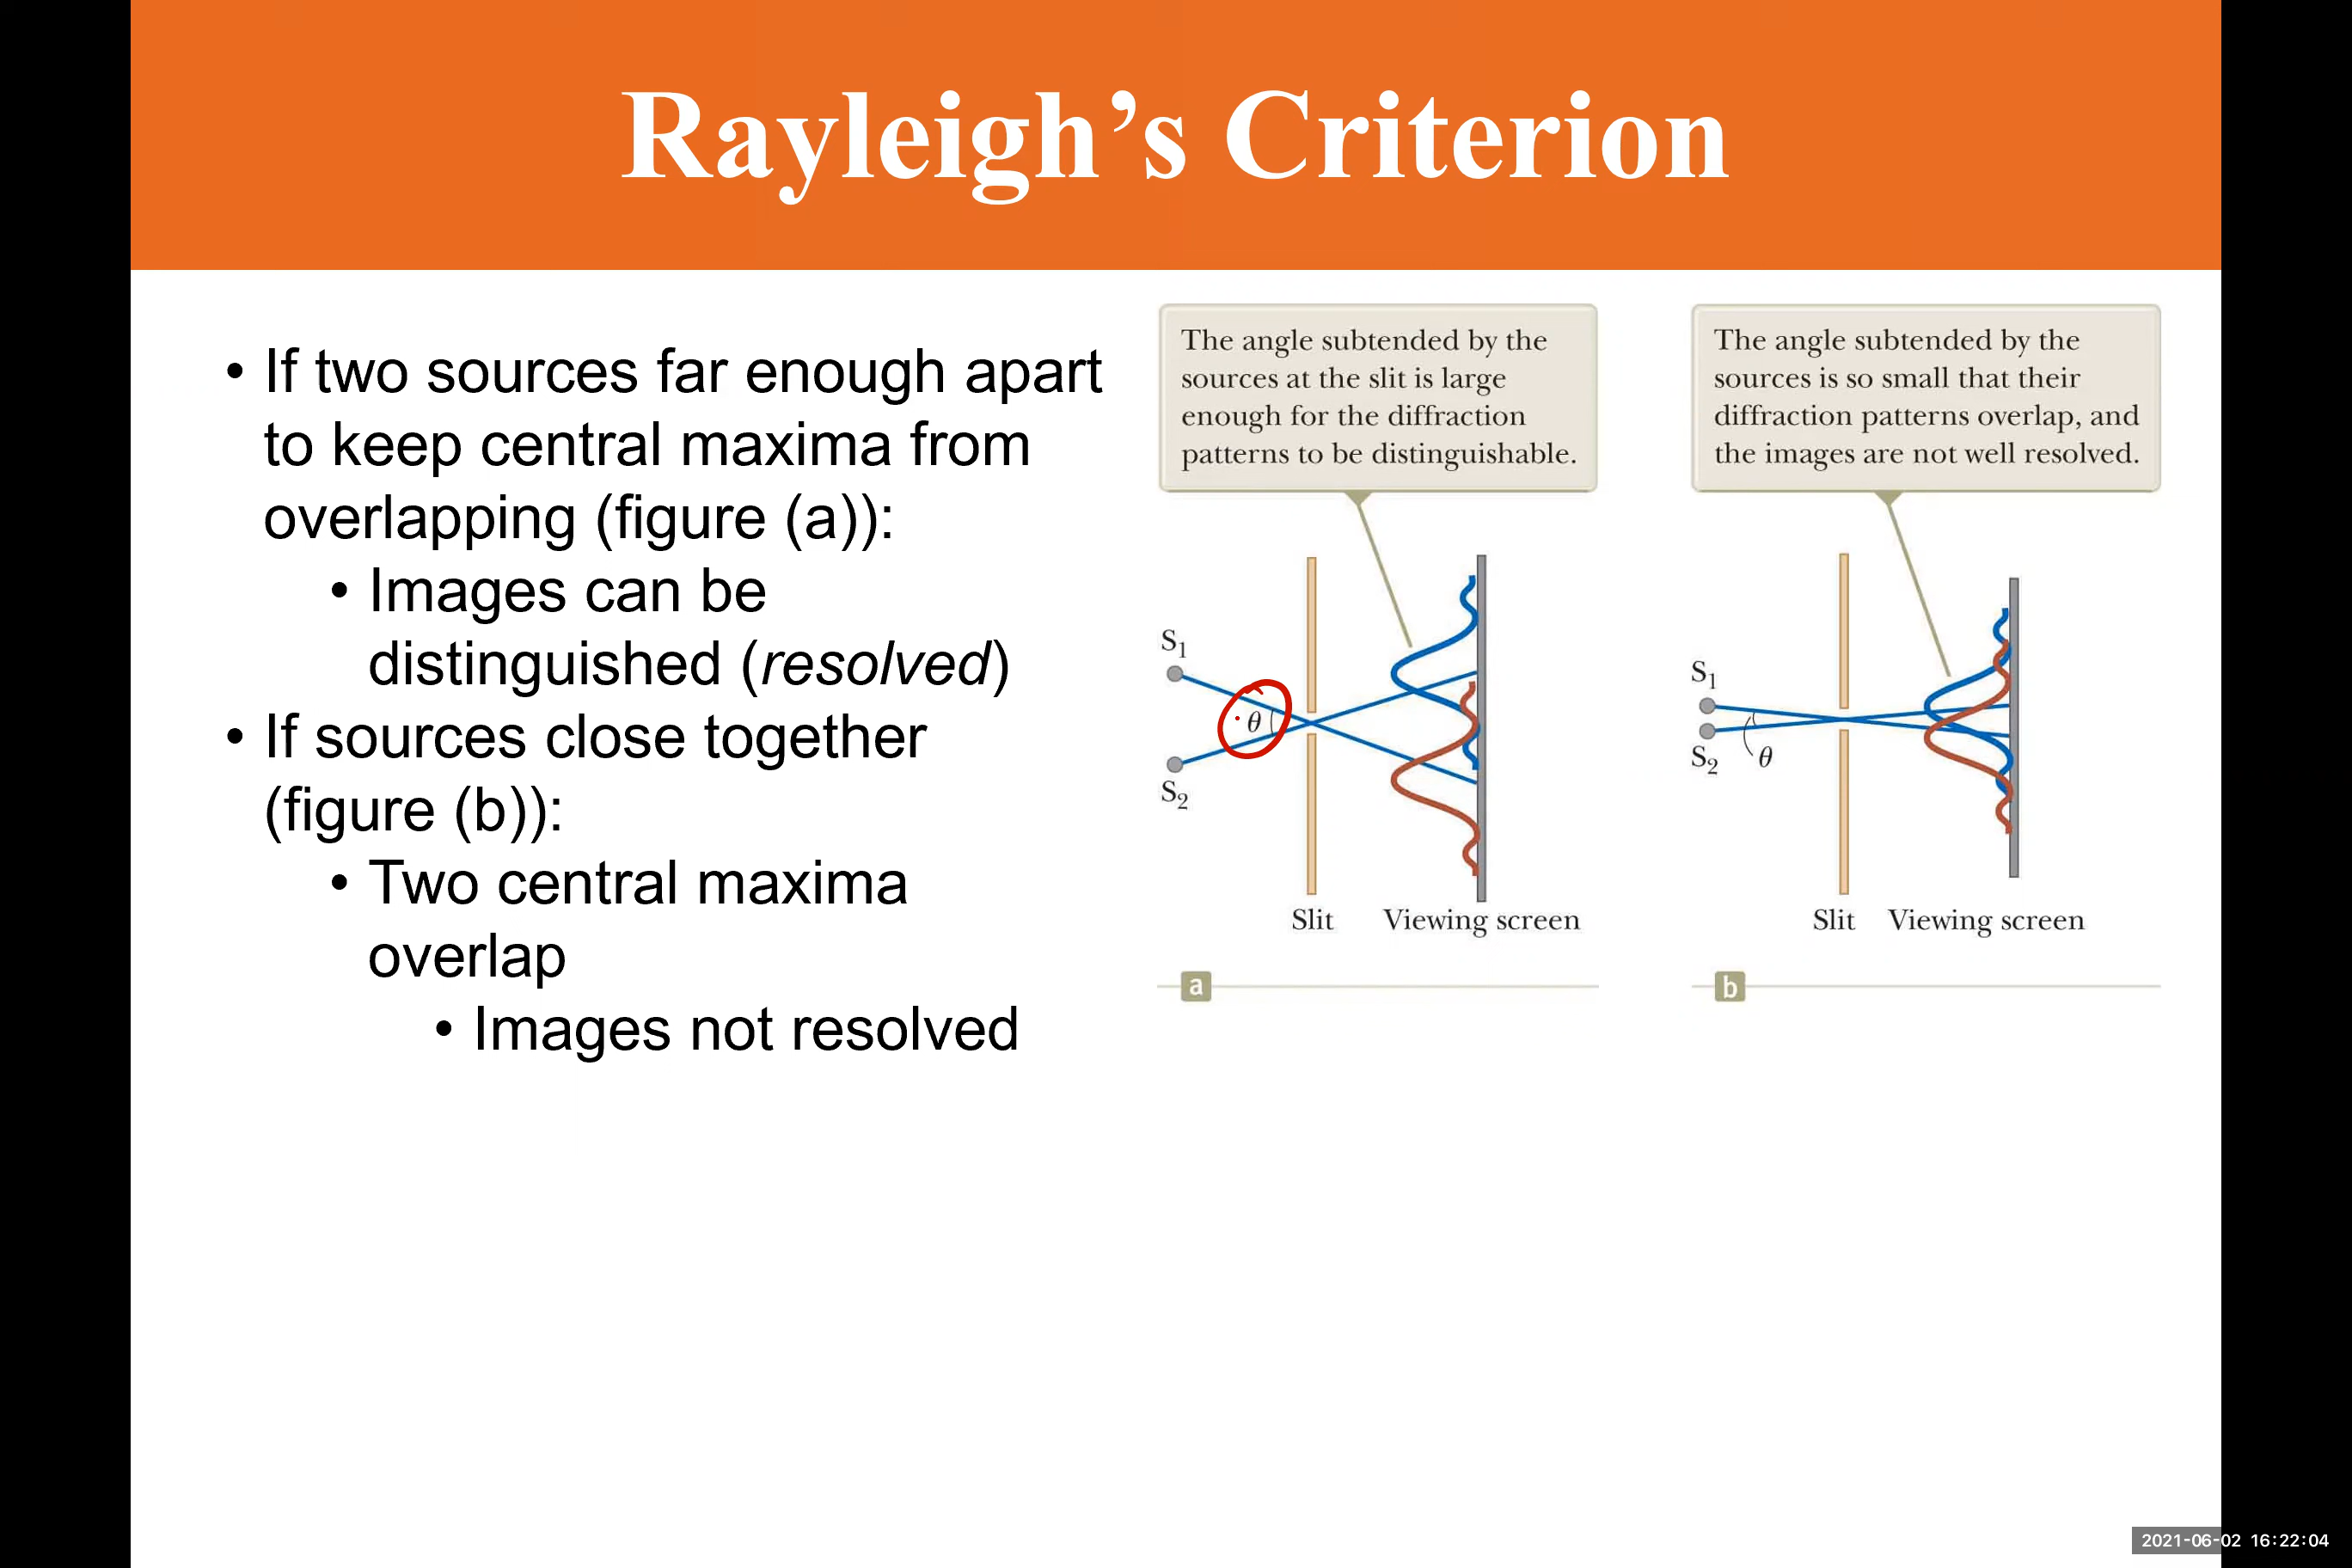 Rayleigh’s Criterion
• If two sources far enough apart
to keep central maxima from
overlapping (figure (a)):
• Images can be
distinguished (resolved)
• If sources close together
(figure (b)):
• Two central maxima
overlap
• Images not resolved
The angle subtended by the
sources at the slit is large
enough for the diffraction
patterns to be distinguishable.
S1
θ
S2
Slit
Viewing screen
a
The angle subtended by the
sources is so small that their
diffraction patterns overlap, and
the images are not well resolved.
S1
S2
θ
Slit
Viewing screen
b
2021-06-02 16:22:04